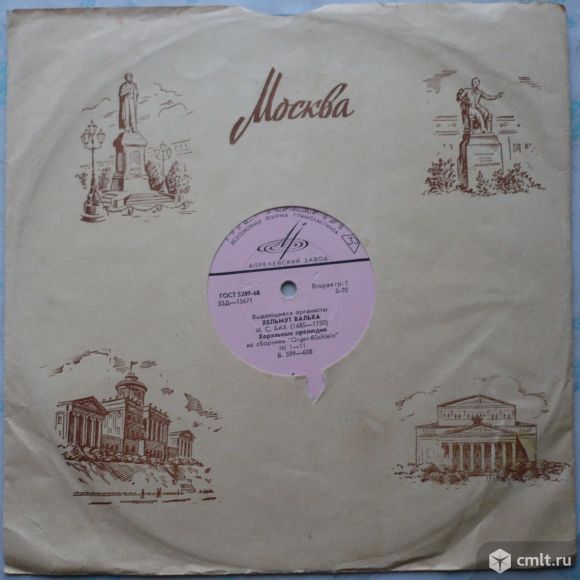 Москва
ВСЕСОЮЗНАЯ ФИРМА ГРАМПЛАСТИНОК
АПРЕЛЕВСКИЙ ЗАВОД
ГОСТ 5289-68
33Д—15671
Вторая гр. 1
0-70
Выдающиеся органисты
ХЕЛЬМУТ ВАЛЬХА
И. С. БАХ (1685—1750)
Хоральные прелюдии
из сборника "Orgel-Büchlein"
№ 1—11
В. 599—608
cmlt.ru